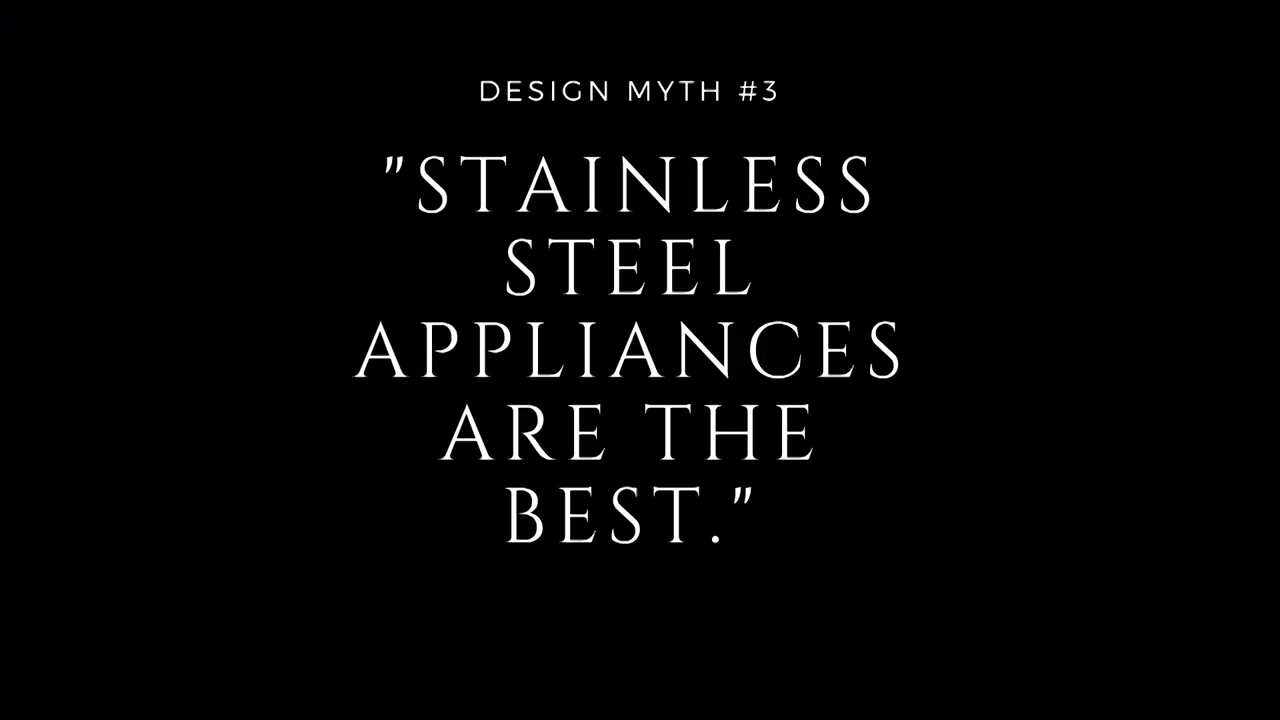 DESIGN MYTH #3
"STAINLESS
STEEL
APPLIANCES
ARE THE
BEST."